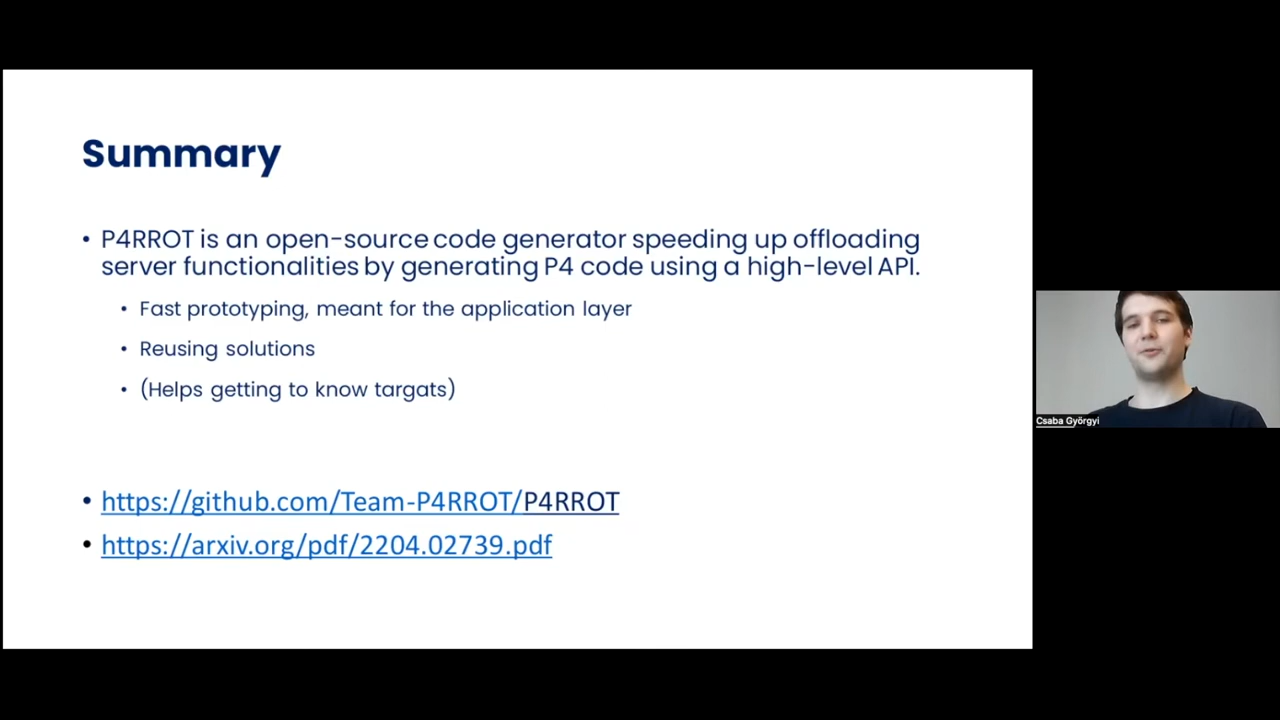 Summary
• P4RROT is an open-source code generator speeding up offloading
server functionalities by generating P4 code using a high-level API.
• Fast prototyping, meant for the application layer
• Reusing solutions
• (Helps getting to know targats)
• https://github.com/Team-P4RROT/P4RROT
• https://arxiv.org/pdf/2204.02739.pdf
Csaba Györgyi